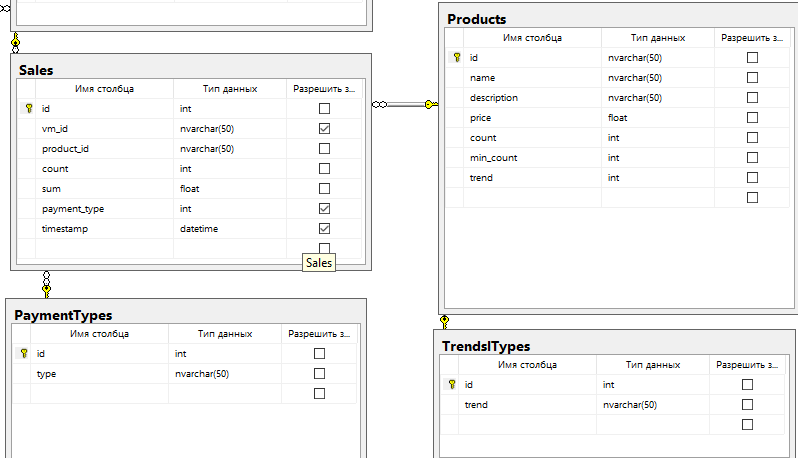 Sales
Имя столбца Тип данных Разрешить з...
id int
vm_id nvarchar(50)
product_id nvarchar(50)
count int
sum float
payment_type int
timestamp datetime
Sales
PaymentTypes
Имя столбца Тип данных Разрешить з...
id int
type nvarchar(50)
Products
Имя столбца Тип данных Разрешить з...
id nvarchar(50)
name nvarchar(50)
description nvarchar(50)
price float
count int
min_count int
trend int
TrendslTypes
Имя столбца Тип данных Разрешить з...
id int
trend nvarchar(50)